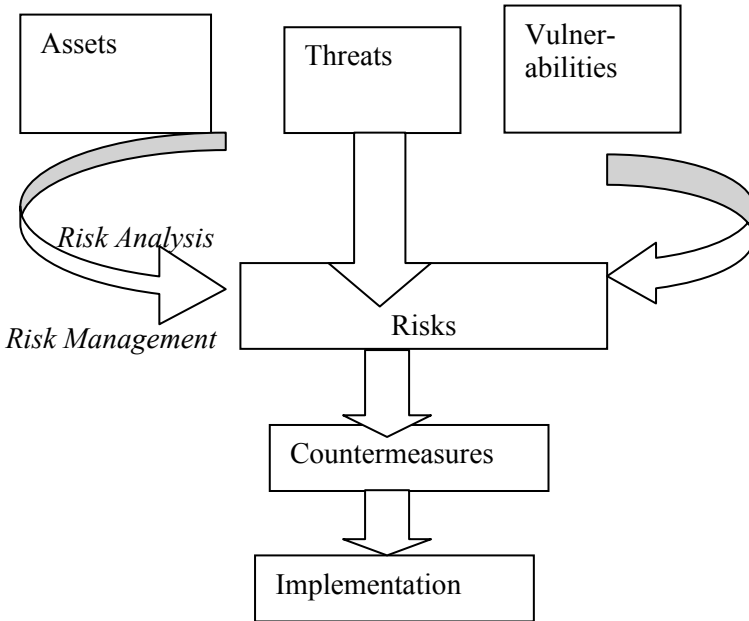 Assets
Threats
Vulner-
abilities
Risk Analysis
Risk Management
Risks
Countermeasures
Implementation